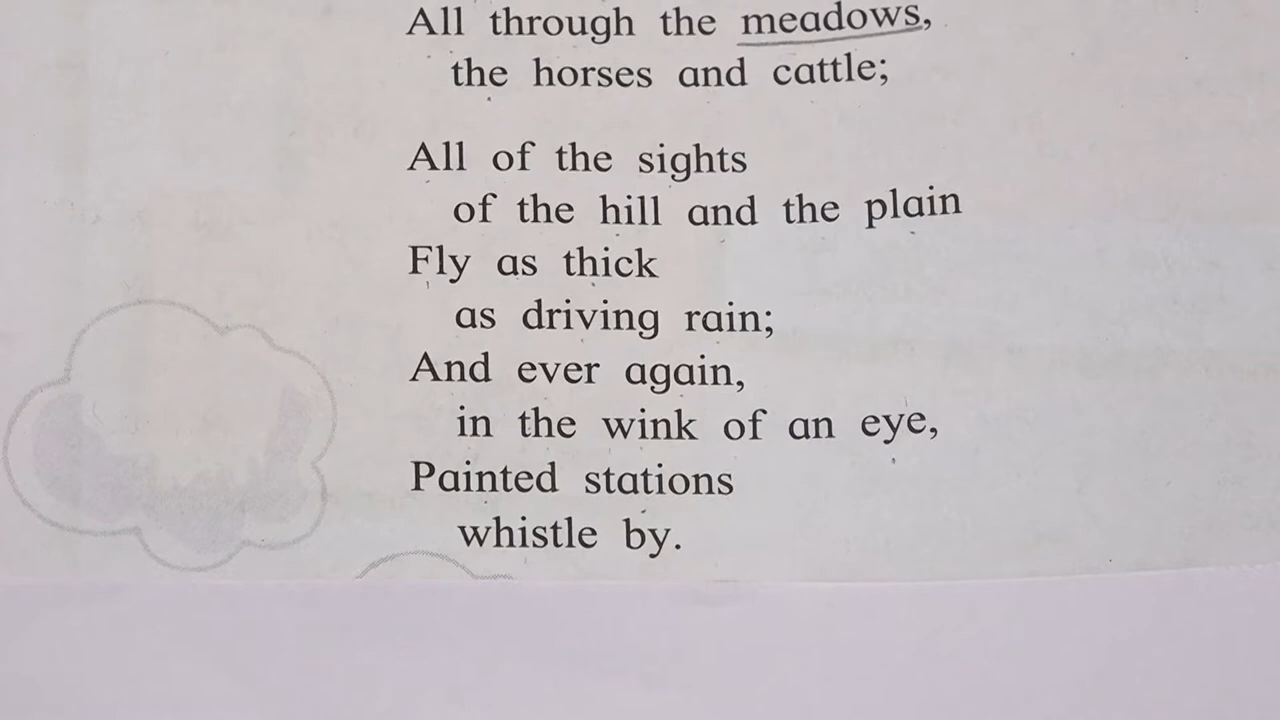 All through the meadows,
the horses and cattle;
All of the sights
of the hill and the plain
Fly as thick
as driving rain;
And ever again,
in the wink of an eye,
Painted stations
whistle by.